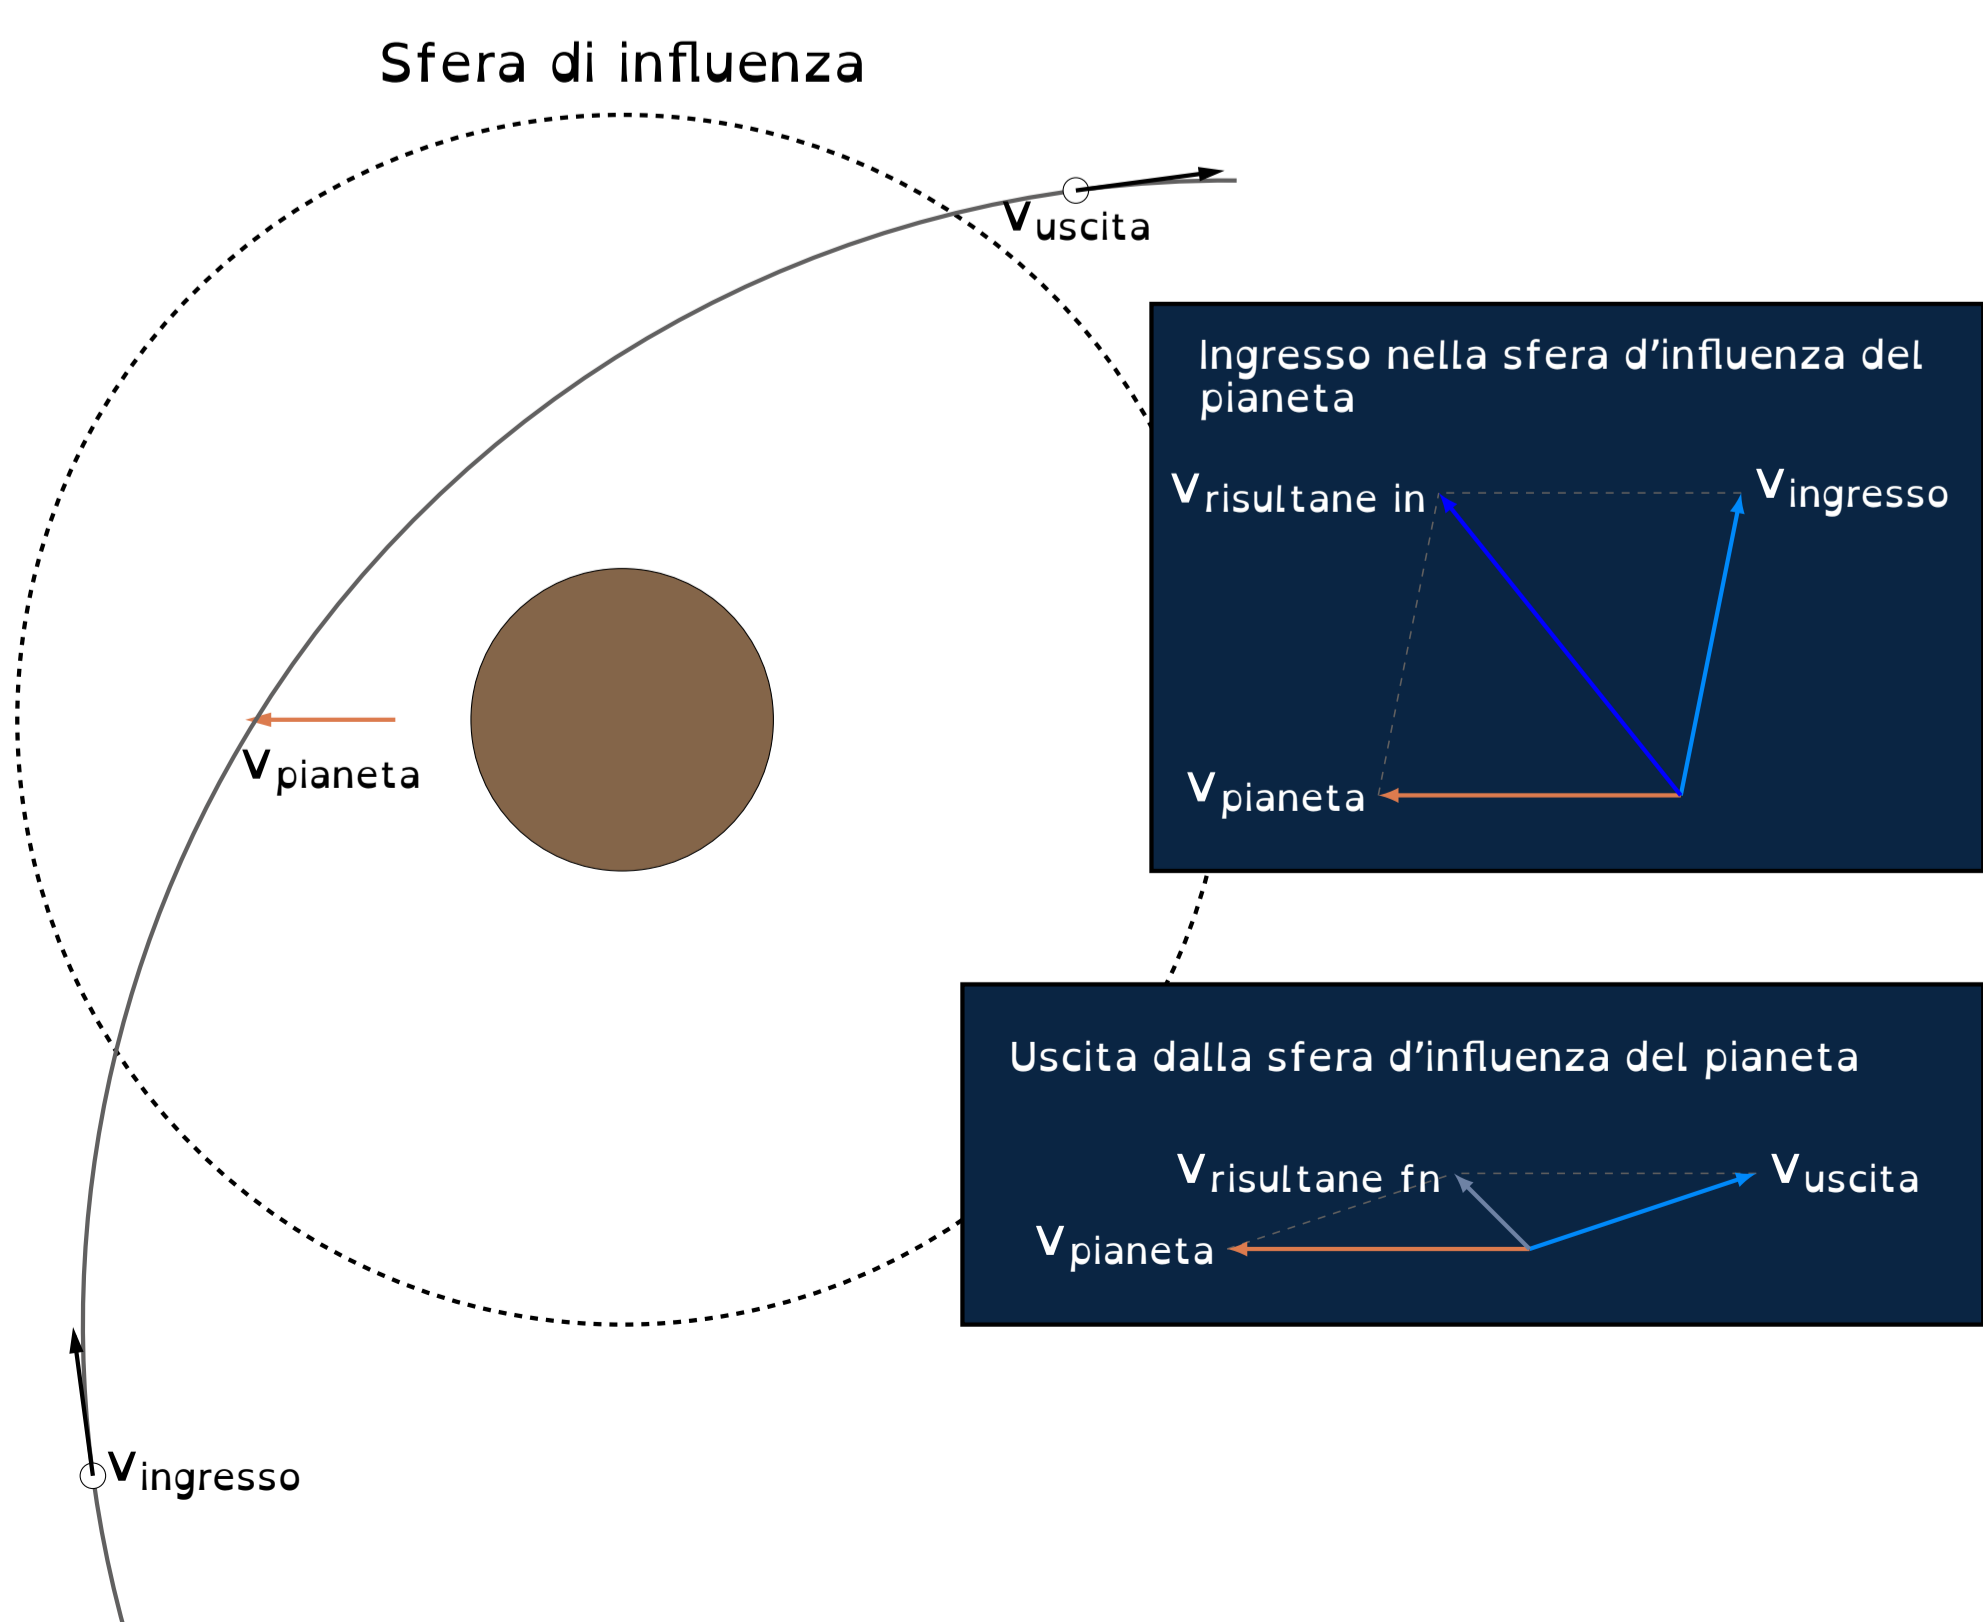 Sfera di influenza
vuscita
Ingresso nella sfera d’influenza del
pianeta
vrisultane in
vingresso
vpianeta
vpianeta
Uscita dalla sfera d’influenza del pianeta
vrisultane fn
vuscita
vpianeta
vingresso